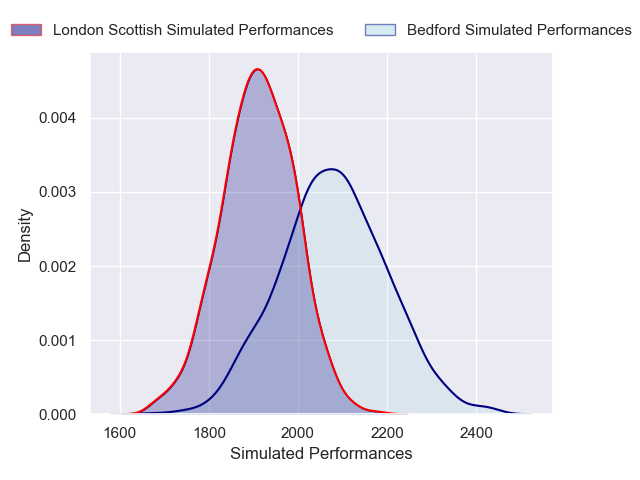 London Scottish Simulated Performances
Bedford Simulated Performances
Density
0.004
0.003
0.002
0.001
0.000
1600 1800 2000 2200 2400
Simulated Performances